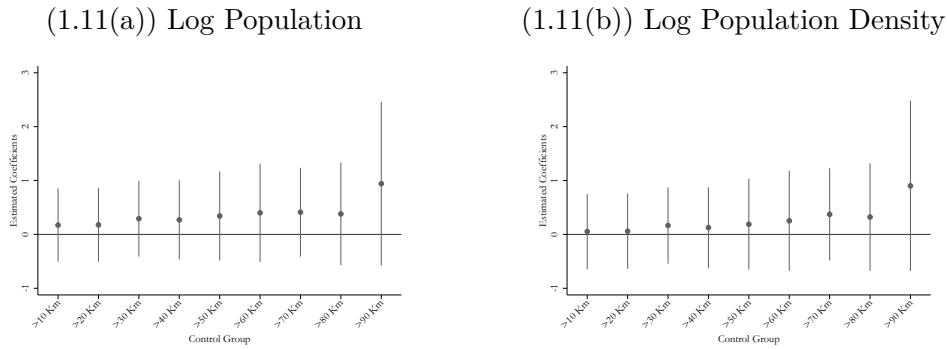 (1.11(a)) Log Population
(1.11(b)) Log Population Density
Estimated Coefficients
3
2
1
0
-1
>10 Km
>20 Km
>30 Km
>40 Km
>50 Km
>60 Km
>70 Km
>80 Km
>90 Km
Control Group
Estimated Coefficients
3
2
1
0
-1
>10 Km
>20 Km
>30 Km
>40 Km
>50 Km
>60 Km
>70 Km
>80 Km
>90 Km
Control Group